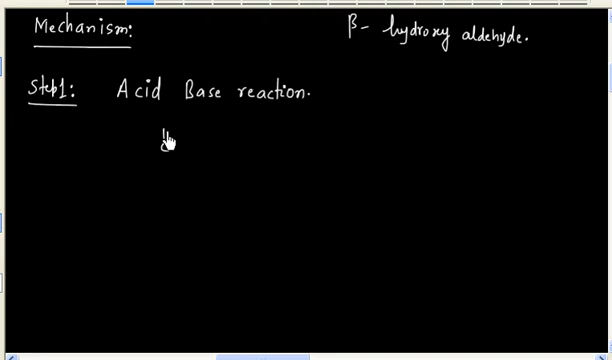 Mechanism:
β- hydroxy aldehyde.
Step1: Acid Base reaction.